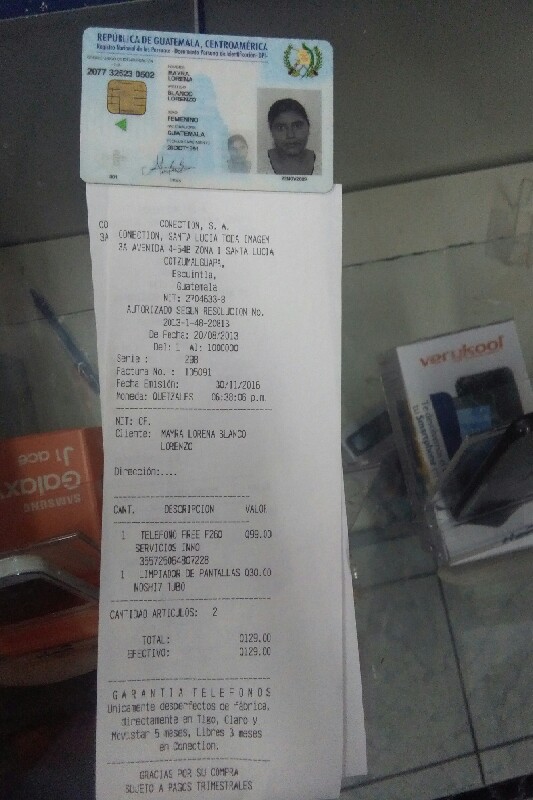 REPÚBLICA DE GUATEMALA, CENTROAMÉRICA
Registro Nacional de las Personas - Documento Personal de Identificación - DPI-
2077 32623 0502
MAYRA
LORENA
BLANCO
LORENZO
FEMENINO
GUATEMALA
CO
3A
CONECTION, S. A.
CONECTION, SANTA LUCIA TODA IMAGEM
3A AVENIDA 4-54E ZONA 1 SANTA LUCIA
COTZUMALGUAPA,
Escuintla,
Guatemala
NIT: 2704633-8
AUTORIZADO SEGUN RESOLUCION No.
2013-1-48-20813
De Fecha: 20/08/2013
Del: 1 Al: 1000000
Serie : 29B
Factura No. : 105091
Fecha Emisión: 30/11/2016
Moneda: QUETZALES 06:38:06 p.m.
NIT: CF.
Cliente: MAYRA LORENA BLANCO
LORENZO
Dirección:....
CANT. DESCRIPCION VALOR
1 TELEFONO FREE F260 Q99.00
SERVICIOS INNO
355725064807228
1 LIMPIADOR DE PANTALLAS Q30.00
NOSHI7 TUBO
CANTIDAD ARTICULOS: 2
TOTAL: Q129.00
EFECTIVO: Q129.00
GARANTIA TELEFONOS
Unicamente desperfectos de fábrica,
directamente en Tigo, Claro y
Movistar 5 meses, Libres 3 meses
en Conection.
GRACIAS POR SU COMPRA
SUJETO A PAGOS TRIMESTRALES
verykool
SAMSUNG
Galaxy
J1 ace